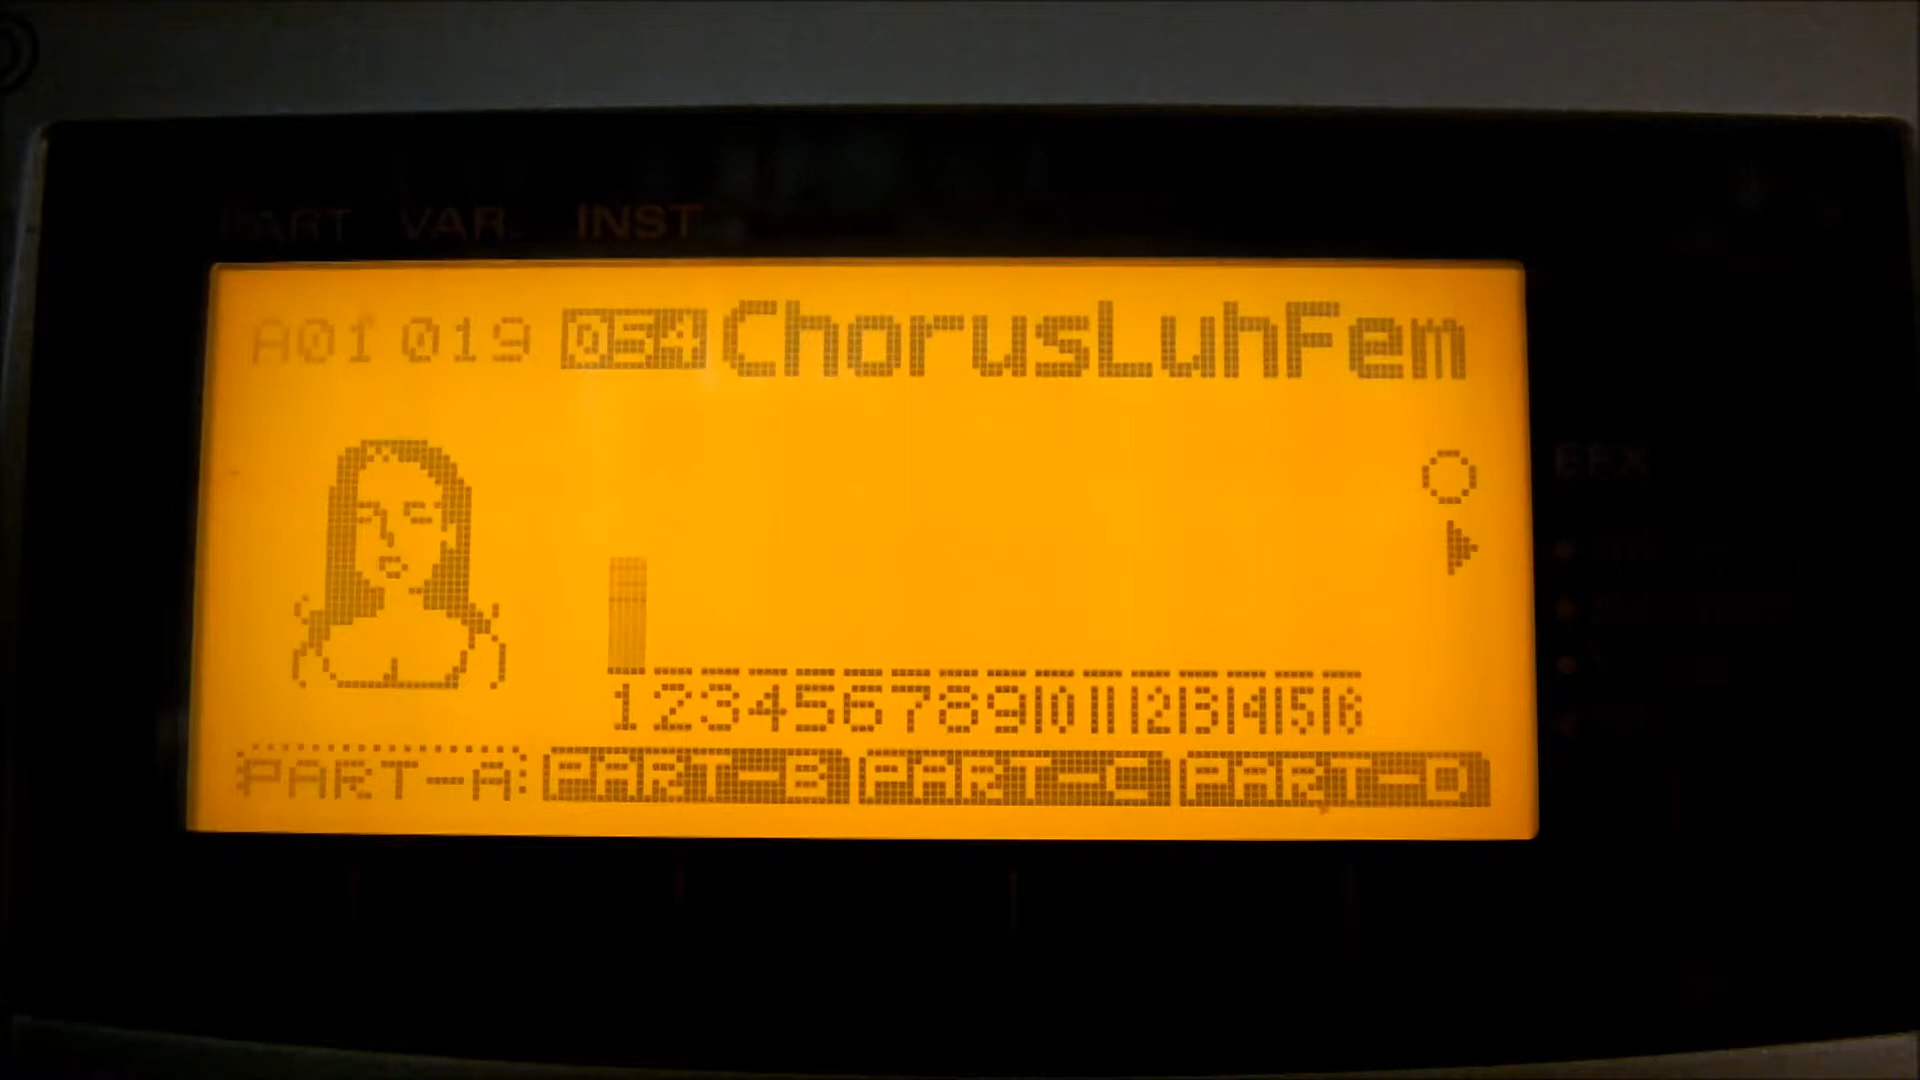 PART VAR. INST
A01 019 054 ChorusLuhFem
EFX
1 2 3 4 5 6 7 8 9 10 11 12 13 14 15 16
PART-A PART-B PART-C PART-D